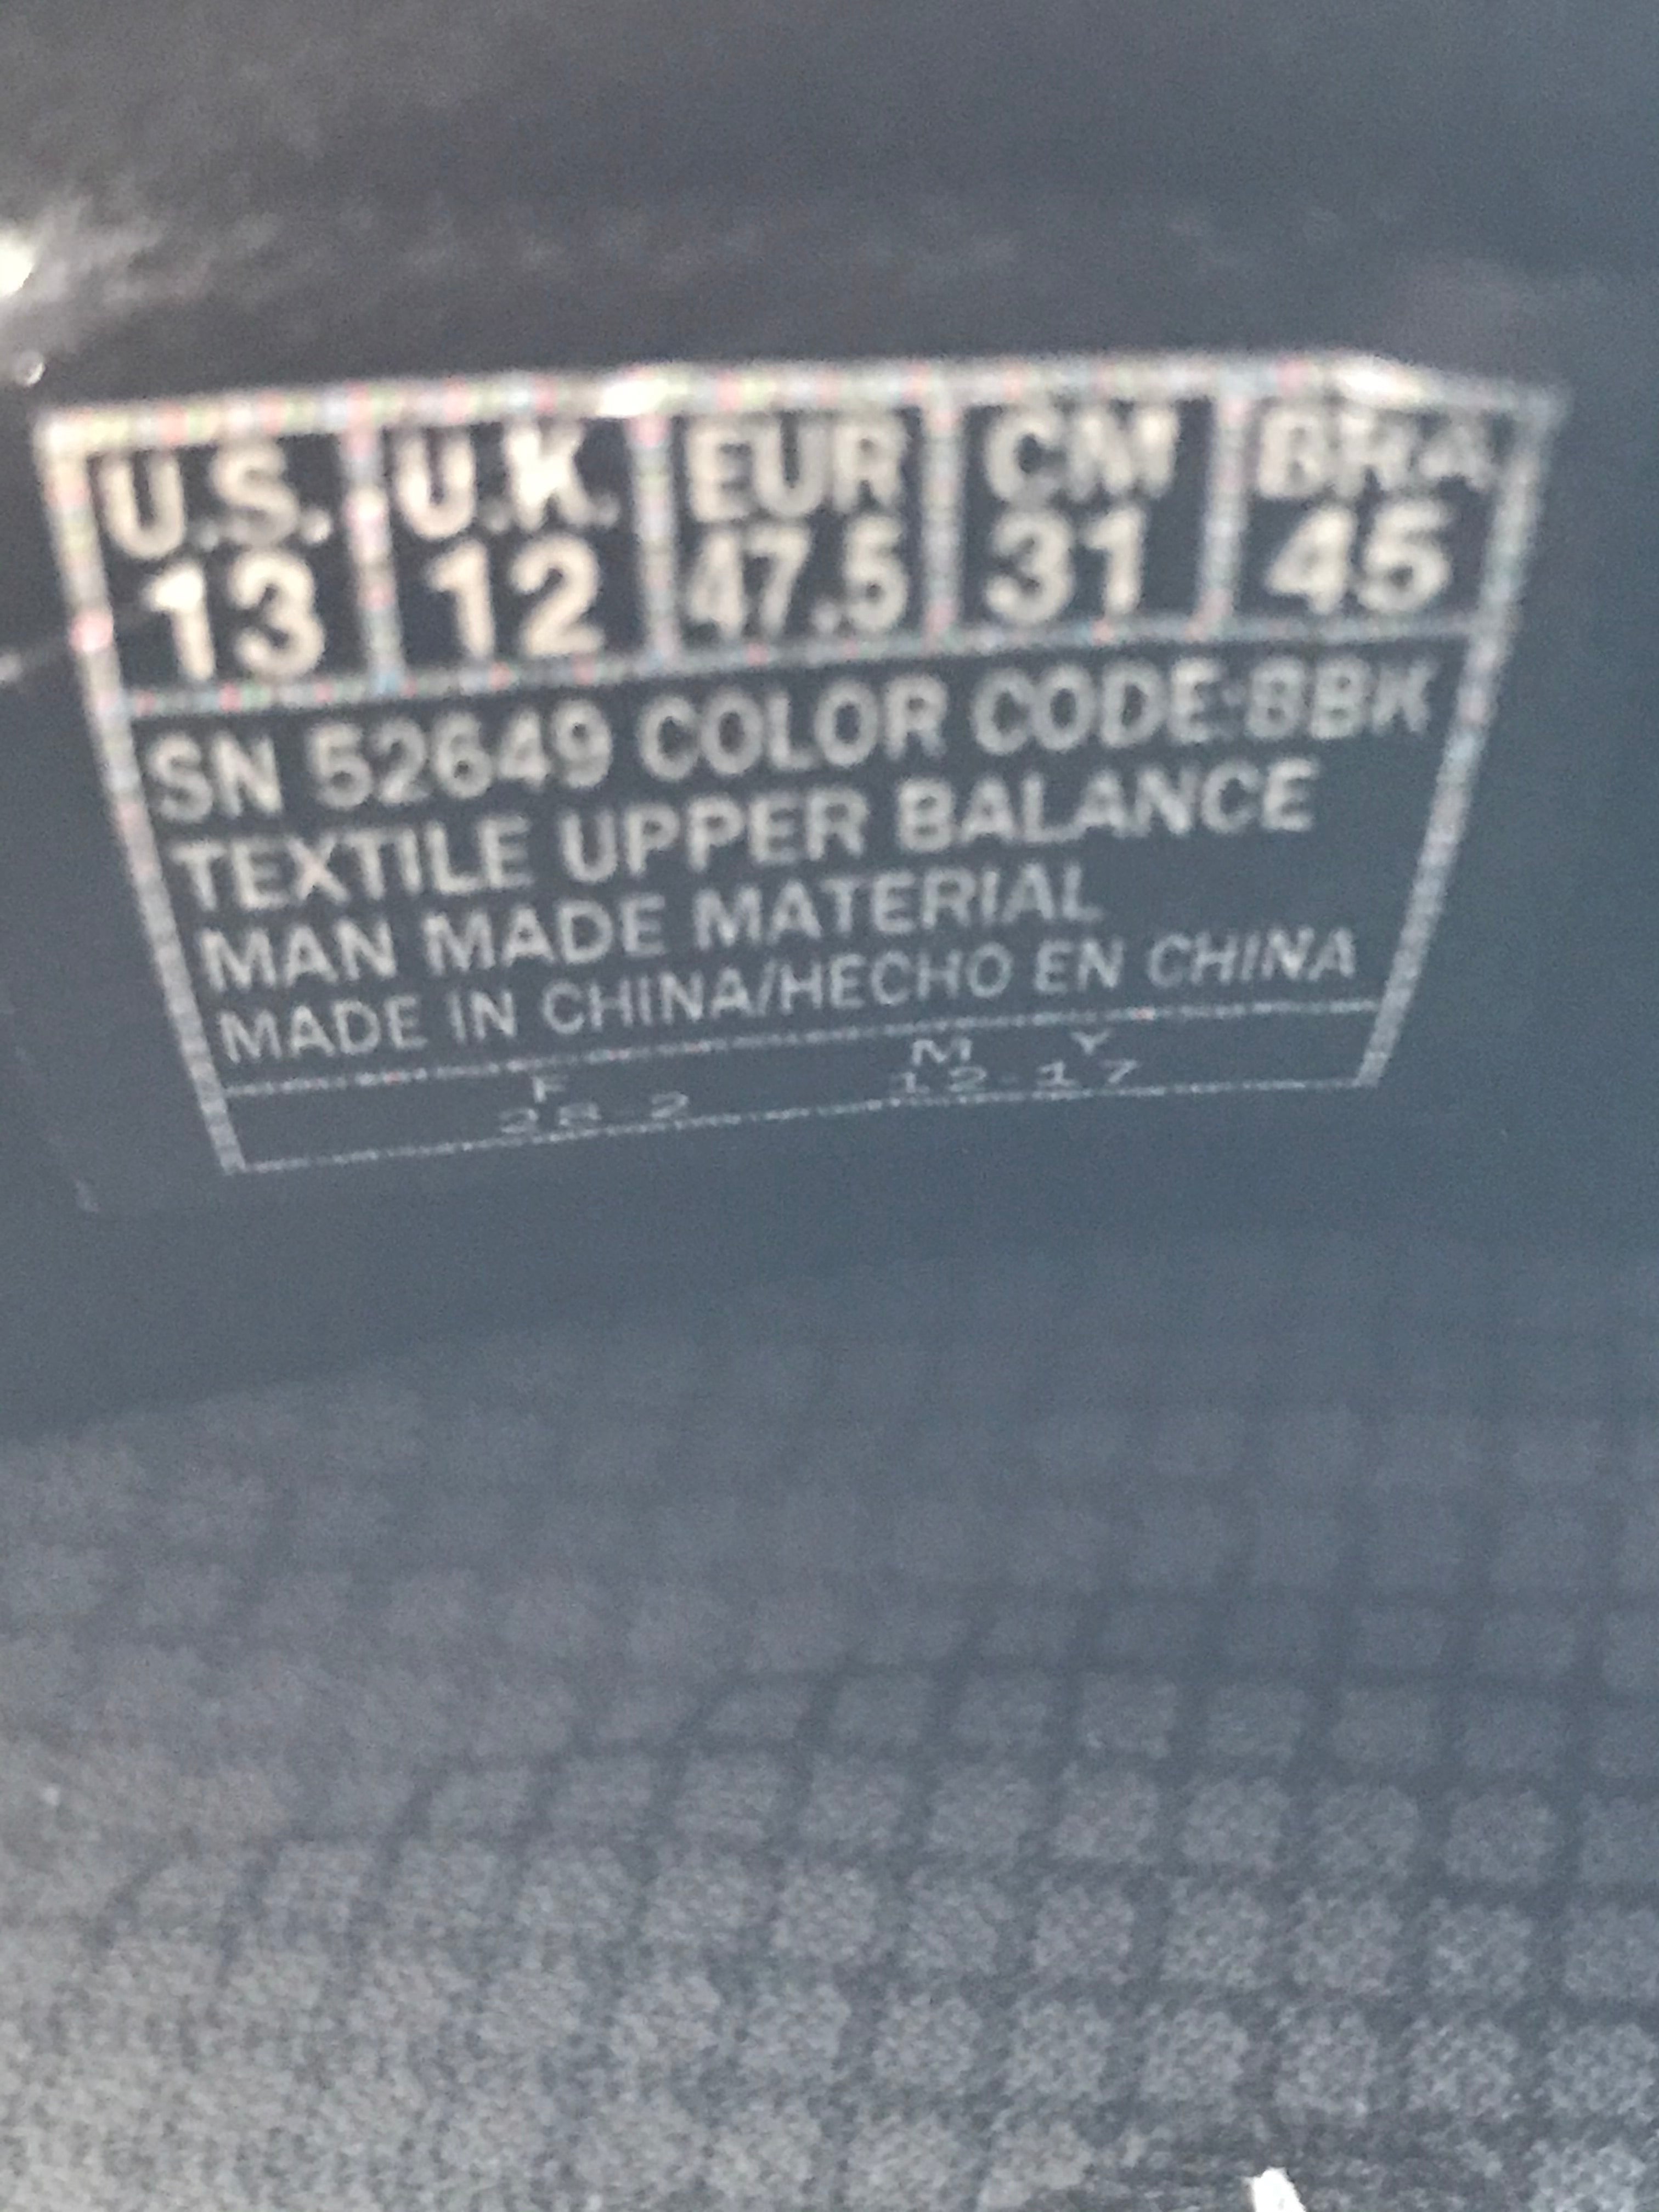 U.S. U.K. EUR CM BRA
13 12 47.5 31 45
SN 52649 COLOR CODE:BBK
TEXTILE UPPER BALANCE
MAN MADE MATERIAL
MADE IN CHINA/HECHO EN CHINA
F M Y
28 2 12-17